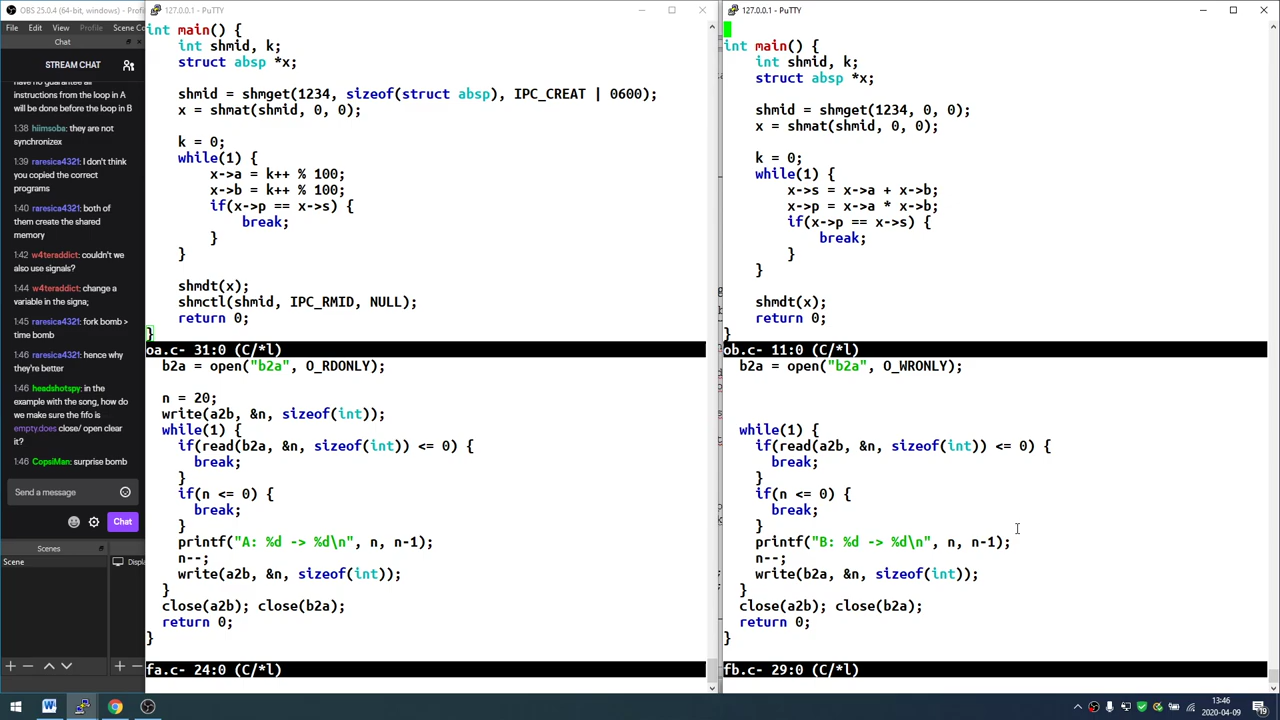 OBS 25.0.4 (64-bit, windows) - P
File Edit View Profile Scene Co
Chat
STREAM CHAT
have no guarantee all
instructions from the loop in A
will be done before the loop in B
1:38 hiimsoba: they are not
synchronizex
1:39 raresica4321: I don't think
you copied the correct
programs
1:40 raresica4321: both of
them create the shared
memory
1:42 w4teraddict: couldn't we
also use signals?
1:44 w4teraddict: change a
variable in the signa;
1:45 raresica4321: fork bomb >
time bomb
1:46 raresica4321: hence why
they're better
1:46 headshotspy: in the
example with the song, how do
we make sure the fifo is
empty,does close/ open clear
it?
1:46 CopsiMan: surprise bomb
Send a message
Chat
Scenes
Scene
Displ
127.0.0.1 - PuTTY
int main() {
int shmid, k;
struct absp *x;
shmid = shmget(1234, sizeof(struct absp), IPC_CREAT | 0600);
x = shmat(shmid, 0, 0);
k = 0;
while(1) {
x->a = k++ % 100;
x->b = k++ % 100;
if(x->p == x->s) {
break;
}
}
shmdt(x);
shmctl(shmid, IPC_RMID, NULL);
return 0;
}
oa.c- 31:0 (C/*l)
b2a = open("b2a", O_RDONLY);
n = 20;
write(a2b, &n, sizeof(int));
while(1) {
if(read(b2a, &n, sizeof(int)) <= 0) {
break;
}
if(n <= 0) {
break;
}
printf("A: %d -> %d\n", n, n-1);
n--;
write(a2b, &n, sizeof(int));
}
close(a2b); close(b2a);
return 0;
}
fa.c- 24:0 (C/*l)
127.0.0.1 - PuTTY
int main() {
int shmid, k;
struct absp *x;
shmid = shmget(1234, 0, 0);
x = shmat(shmid, 0, 0);
k = 0;
while(1) {
x->s = x->a + x->b;
x->p = x->a * x->b;
if(x->p == x->s) {
break;
}
}
shmdt(x);
return 0;
}
ob.c- 11:0 (C/*l)
b2a = open("b2a", O_WRONLY);
while(1) {
if(read(a2b, &n, sizeof(int)) <= 0) {
break;
}
if(n <= 0) {
break;
}
printf("B: %d -> %d\n", n, n-1);
n--;
write(b2a, &n, sizeof(int));
}
close(a2b); close(b2a);
return 0;
}
fb.c- 29:0 (C/*l)
13:46
2020-04-09
19